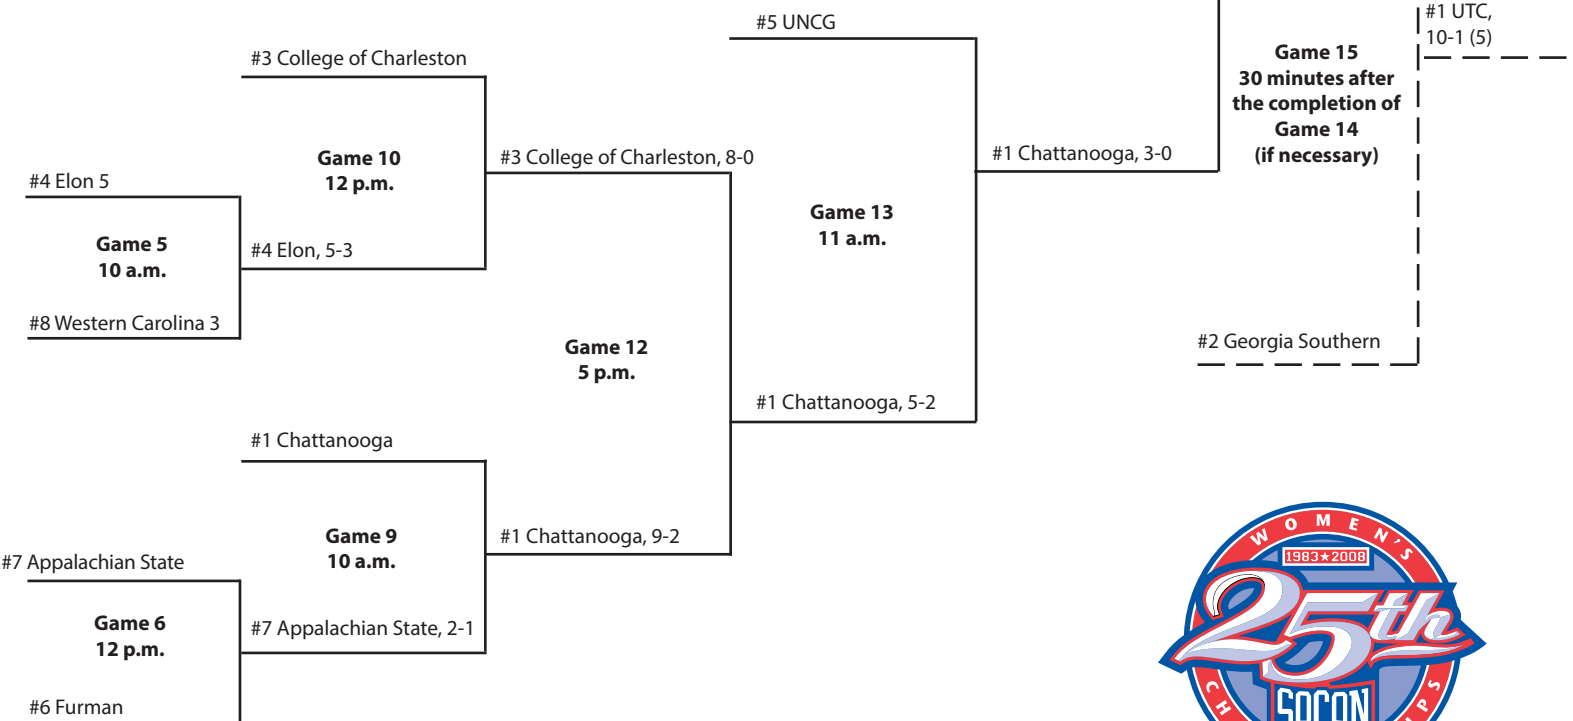 #5 UNCG
#1 UTC,
10-1 (5)
#3 College of Charleston
Game 15
30 minutes after
the completion of
Game 14
(if necessary)
Game 10
12 p.m.
#3 College of Charleston, 8-0
#1 Chattanooga, 3-0
#4 Elon 5
Game 13
11 a.m.
Game 5
10 a.m.
#4 Elon, 5-3
#8 Western Carolina 3
Game 12
5 p.m.
#2 Georgia Southern
#1 Chattanooga, 5-2
#1 Chattanooga
Game 9
10 a.m.
#1 Chattanooga, 9-2
#7 Appalachian State
Game 6
12 p.m.
#7 Appalachian State, 2-1
#6 Furman
WOMEN'S
1983★2008
25th
SOCON